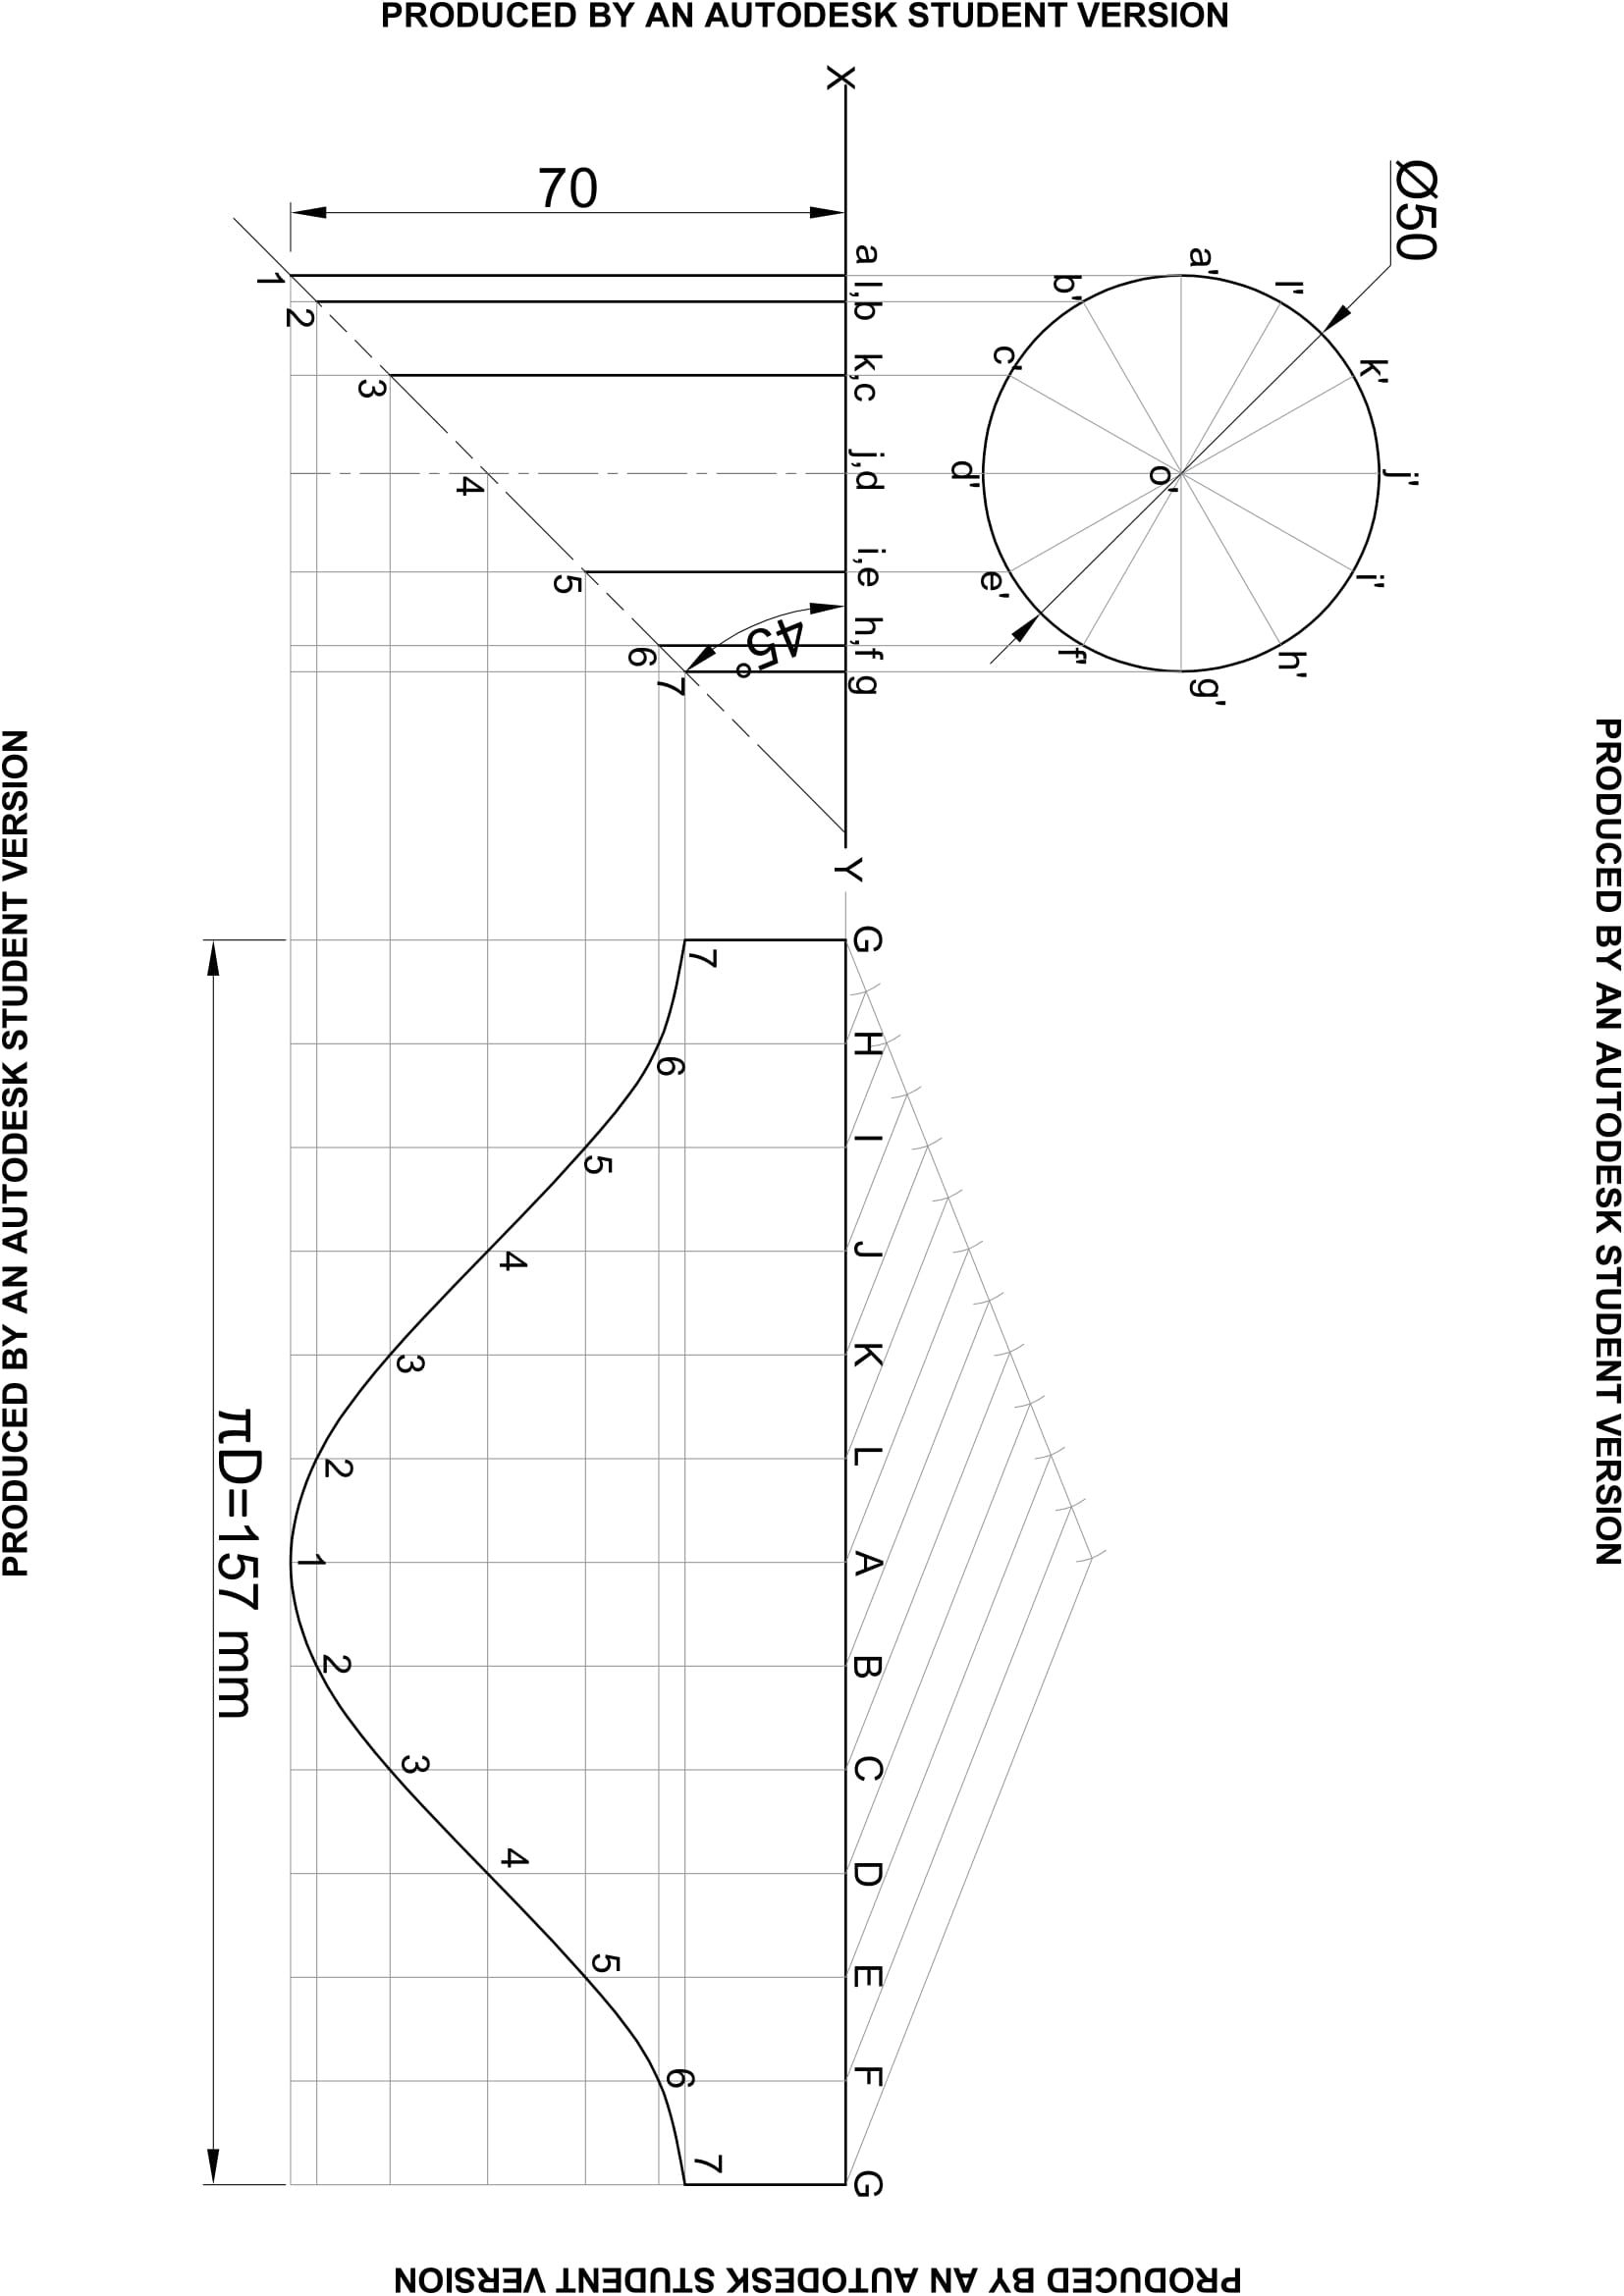 PRODUCED BY AN AUTODESK STUDENT VERSION
X
Ø50
70
a
l,b
k,c
j,d
i,e
h,f
g
a'
b'
c'
d'
e'
f'
g'
h'
i'
j'
k'
l'
o'
1
2
3
4
5
6
7
45°
Y
G
H
I
J
K
L
A
B
C
D
E
F
G
7
6
5
4
3
2
1
2
3
4
5
6
7
πD=157 mm
PRODUCED BY AN AUTODESK STUDENT VERSION
PRODUCED BY AN AUTODESK STUDENT VERSION
PRODUCED BY AN AUTODESK STUDENT VERSION